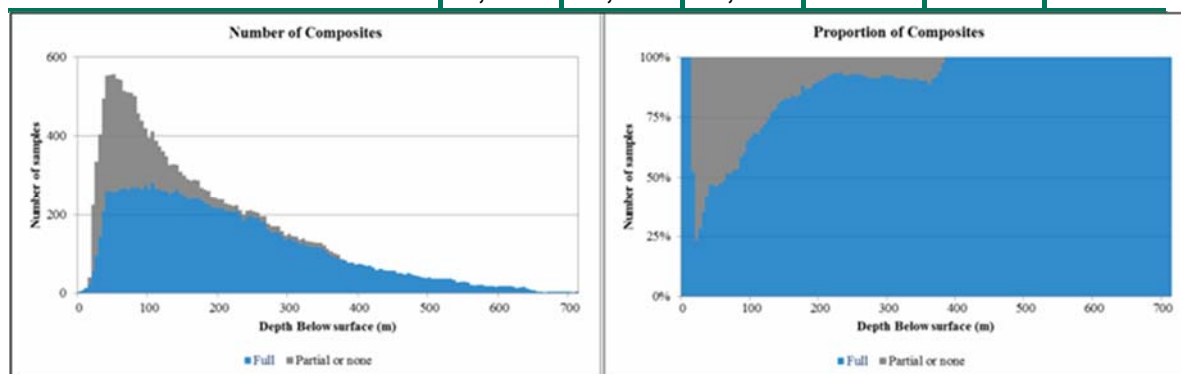 Number of Composites
600
400
200
0
Number of samples
0 100 200 300 400 500 600 700
Depth Below surface (m)
Full Partial or none
Proportion of Composites
100%
75%
50%
25%
0%
Number of samples
0 100 200 300 400 500 600 700
Depth Below surface (m)
Full Partial or none